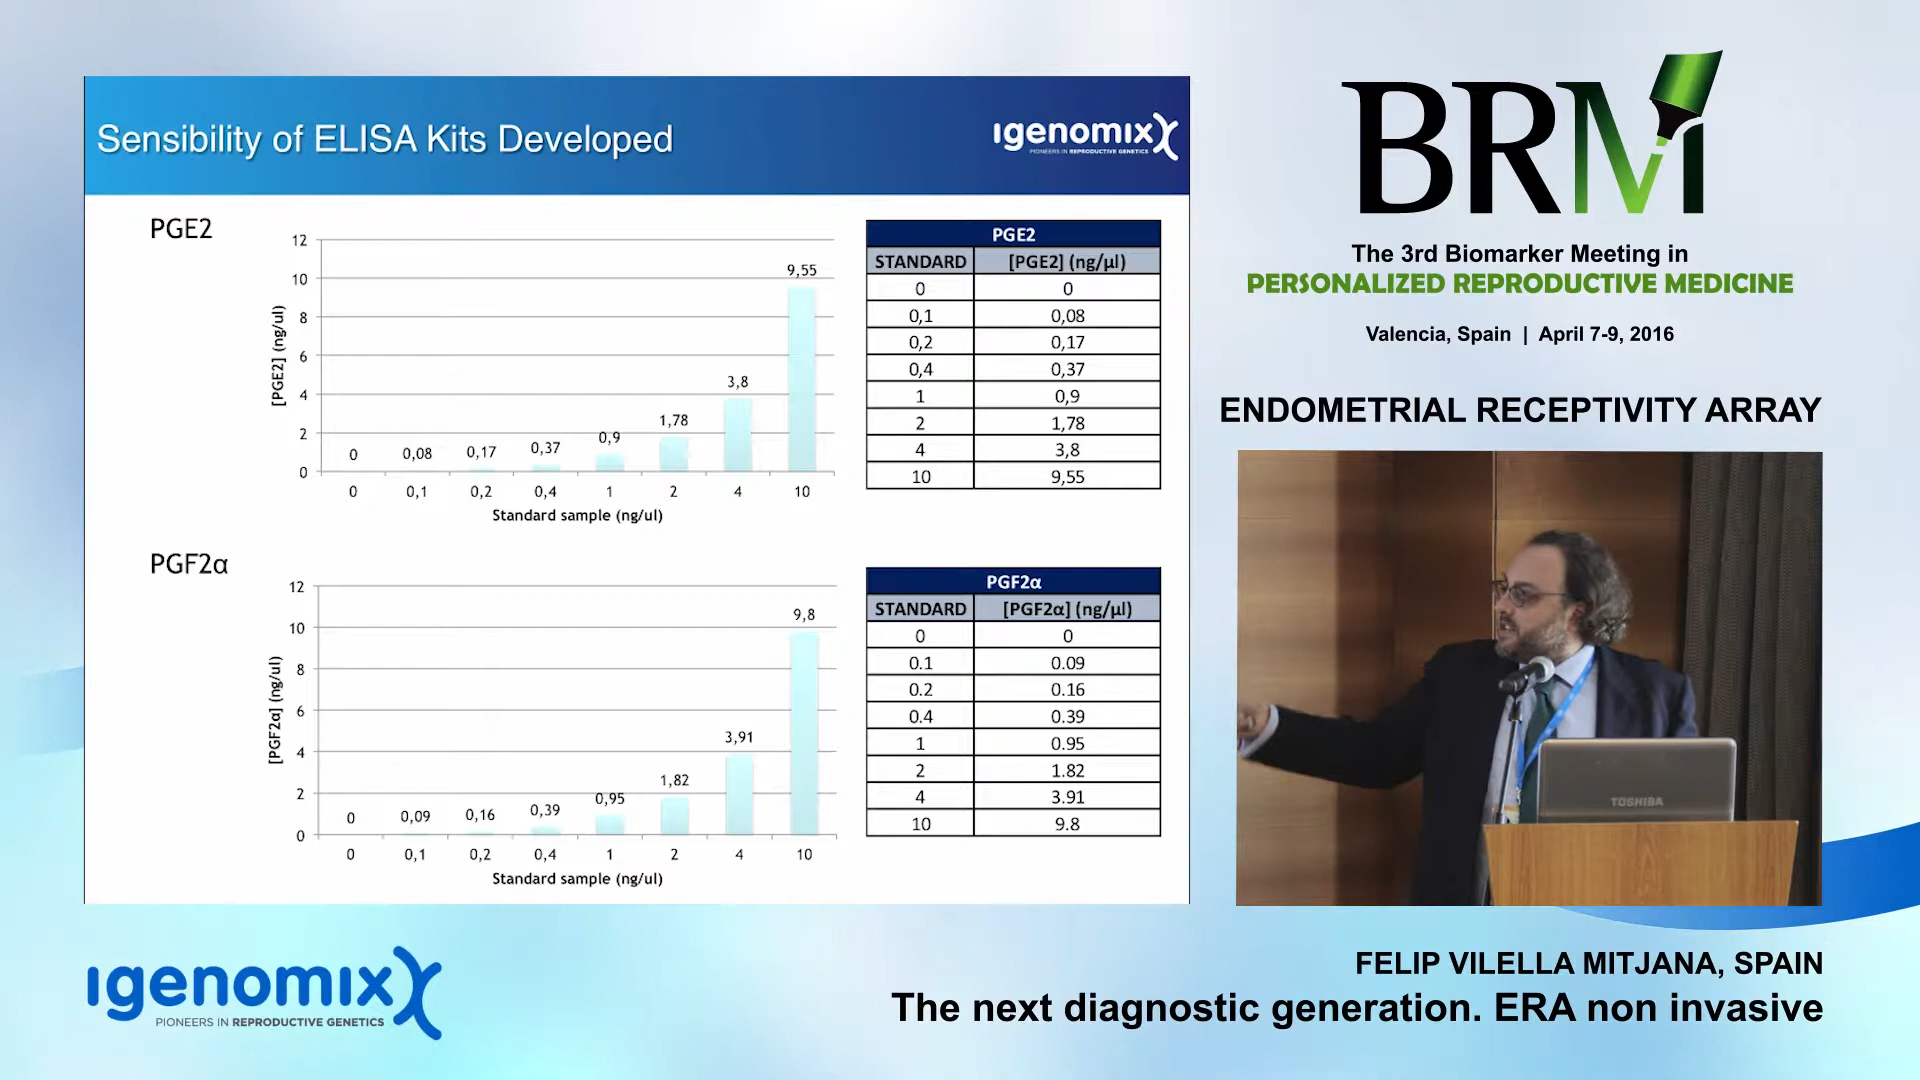 Sensibility of ELISA Kits Developed
ıgenomix
PIONEERS IN REPRODUCTIVE GENETICS
PGE2
12
10
8
6
4
2
0
[PGE2] (ng/ul)
0
0,08
0,17
0,37
0,9
1,78
3,8
9,55
0 0,1 0,2 0,4 1 2 4 10
Standard sample (ng/ul)
PGE2
STANDARD [PGE2] (ng/µl)
0 0
0,1 0,08
0,2 0,17
0,4 0,37
1 0,9
2 1,78
4 3,8
10 9,55
PGF2α
12
10
8
6
4
2
0
[PGF2α] (ng/ul)
0
0,09
0,16
0,39
0,95
1,82
3,91
9,8
0 0,1 0,2 0,4 1 2 4 10
Standard sample (ng/ul)
PGF2α
STANDARD [PGF2α] (ng/µl)
0 0
0.1 0.09
0.2 0.16
0.4 0.39
1 0.95
2 1.82
4 3.91
10 9.8
BRM
The 3rd Biomarker Meeting in
PERSONALIZED REPRODUCTIVE MEDICINE
Valencia, Spain | April 7-9, 2016
ENDOMETRIAL RECEPTIVITY ARRAY
TOSHIBA
ıgenomix
PIONEERS IN REPRODUCTIVE GENETICS
FELIP VILELLA MITJANA, SPAIN
The next diagnostic generation. ERA non invasive